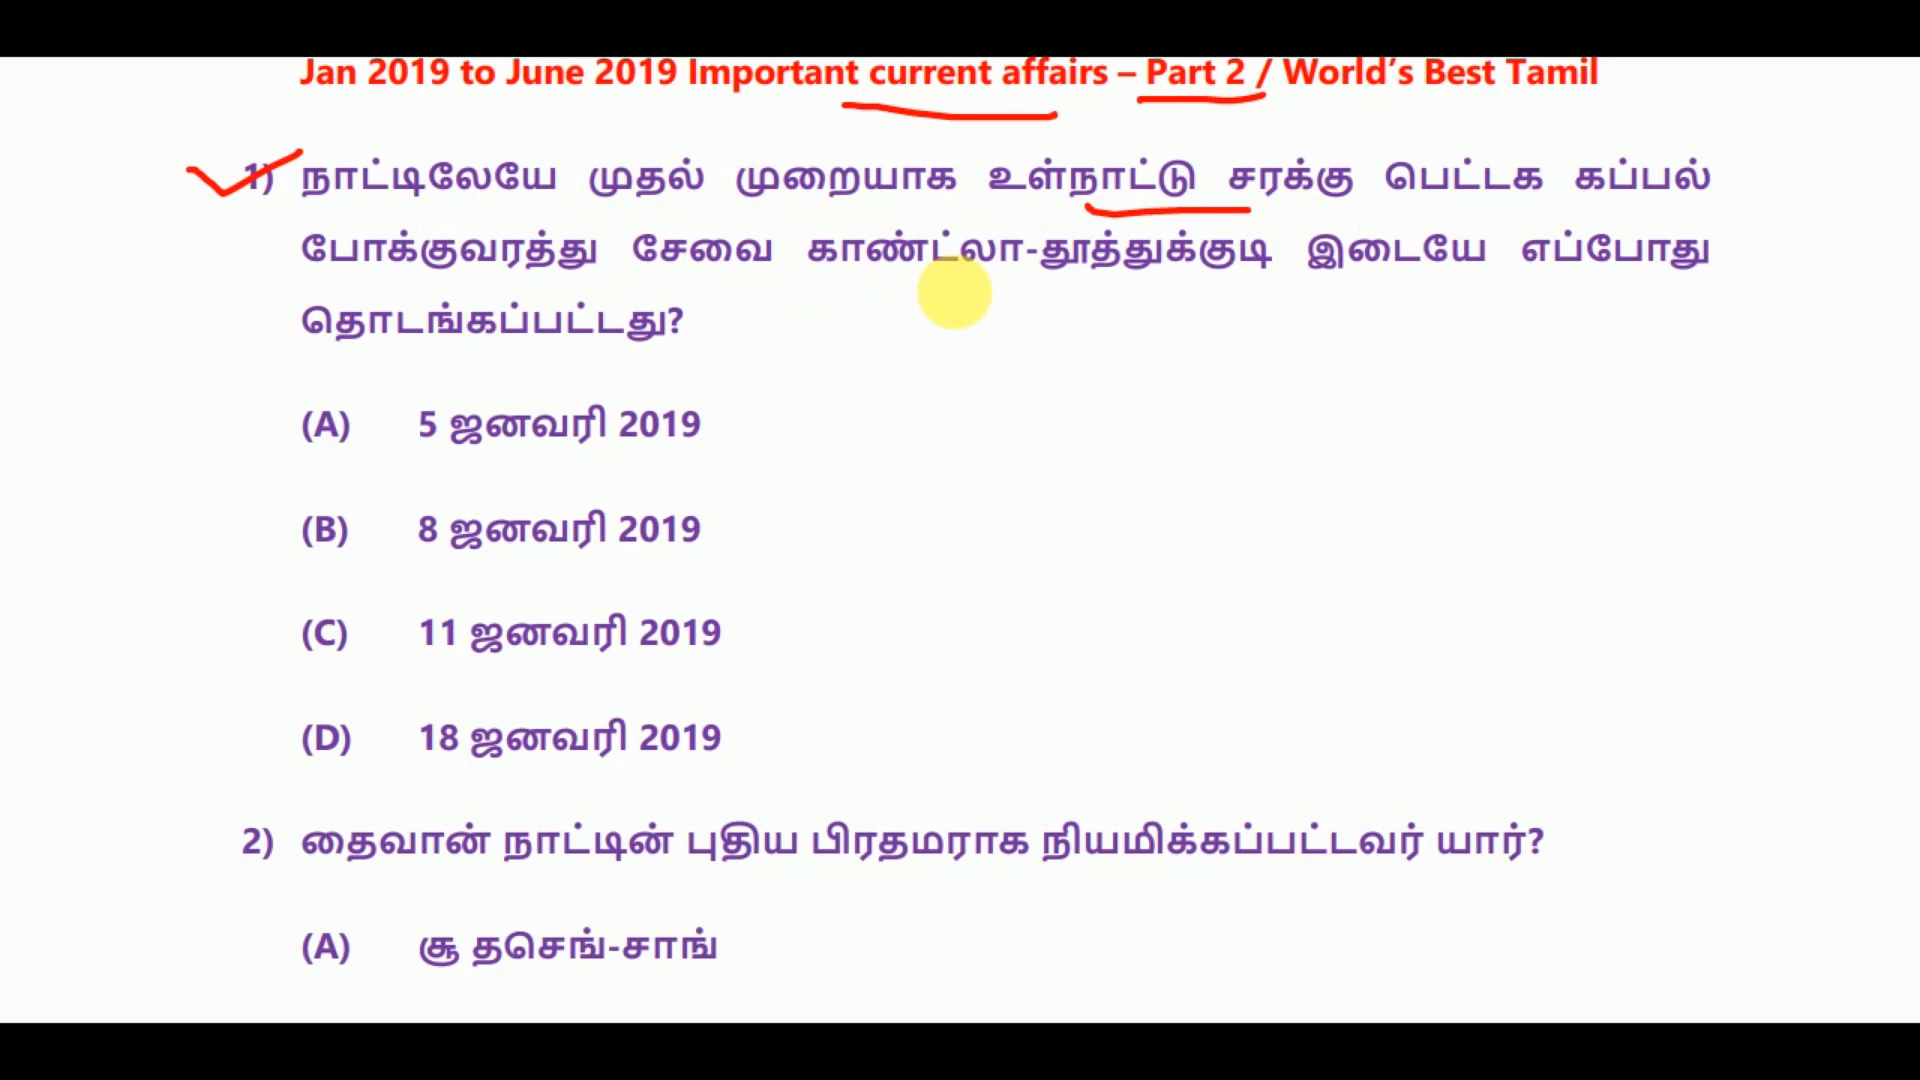 Jan 2019 to June 2019 Important current affairs – Part 2 / World’s Best Tamil
1) நாட்டிலேயே முதல் முறையாக உள்நாட்டு சரக்கு பெட்டக கப்பல்
போக்குவரத்து சேவை காண்ட்லா-தூத்துக்குடி இடையே எப்போது
தொடங்கப்பட்டது?
(A) 5 ஜனவரி 2019
(B) 8 ஜனவரி 2019
(C) 11 ஜனவரி 2019
(D) 18 ஜனவரி 2019
2) தைவான் நாட்டின் புதிய பிரதமராக நியமிக்கப்பட்டவர் யார்?
(A) சூ தசெங்-சாங்